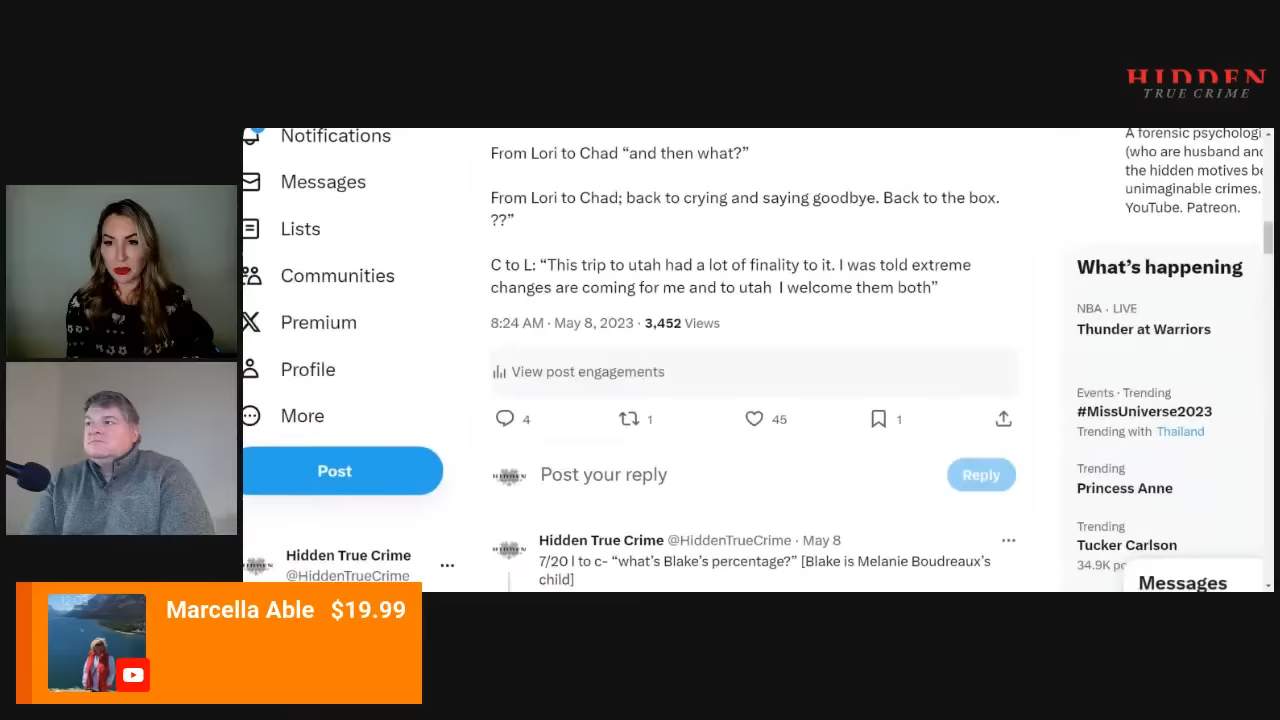 HIDDEN
TRUE CRIME
Notifications
Messages
Lists
Communities
Premium
Profile
More
Post
Hidden True Crime
@HiddenTrueCrime
From Lori to Chad “and then what?”
From Lori to Chad; back to crying and saying goodbye. Back to the box.
??”
C to L: “This trip to utah had a lot of finality to it. I was told extreme
changes are coming for me and to utah I welcome them both”
8:24 AM · May 8, 2023 · 3,452 Views
View post engagements
4
1
45
1
Post your reply
Reply
Hidden True Crime @HiddenTrueCrime · May 8
7/20 l to c- “what’s Blake’s percentage?” [Blake is Melanie Boudreaux’s
child]
A forensic psychologi
(who are husband and
the hidden motives be
unimaginable crimes.
YouTube. Patreon.
What’s happening
NBA · LIVE
Thunder at Warriors
Events · Trending
#MissUniverse2023
Trending with Thailand
Trending
Princess Anne
Trending
Tucker Carlson
34.9K po
Messages
Marcella Able $19.99